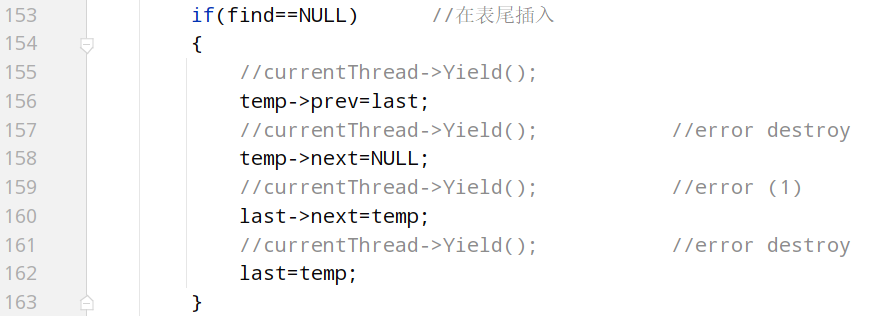 153 if(find==NULL) //在表尾插入
154 {
155 //currentThread->Yield();
156 temp->prev=last;
157 //currentThread->Yield(); //error destroy
158 temp->next=NULL;
159 //currentThread->Yield(); //error (1)
160 last->next=temp;
161 //currentThread->Yield(); //error destroy
162 last=temp;
163 }